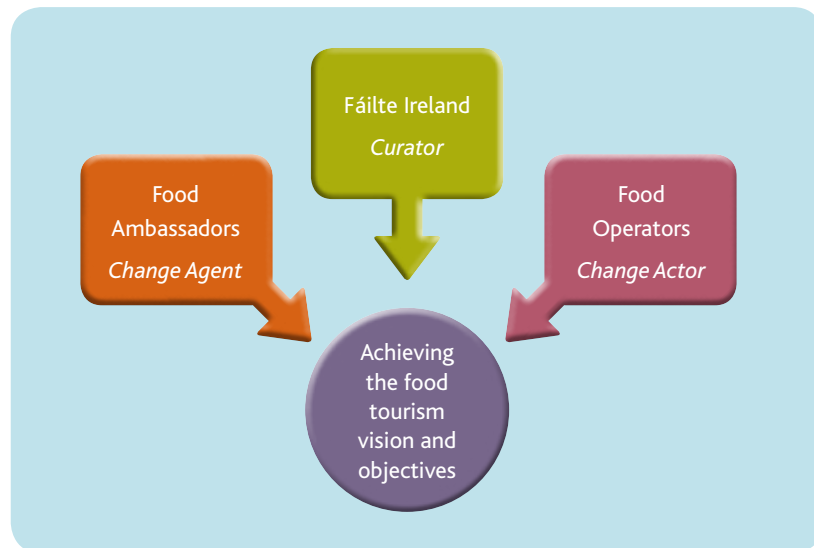 Fáilte Ireland
Curator
Food
Ambassadors
Change Agent
Food
Operators
Change Actor
Achieving
the food
tourism
vision and
objectives